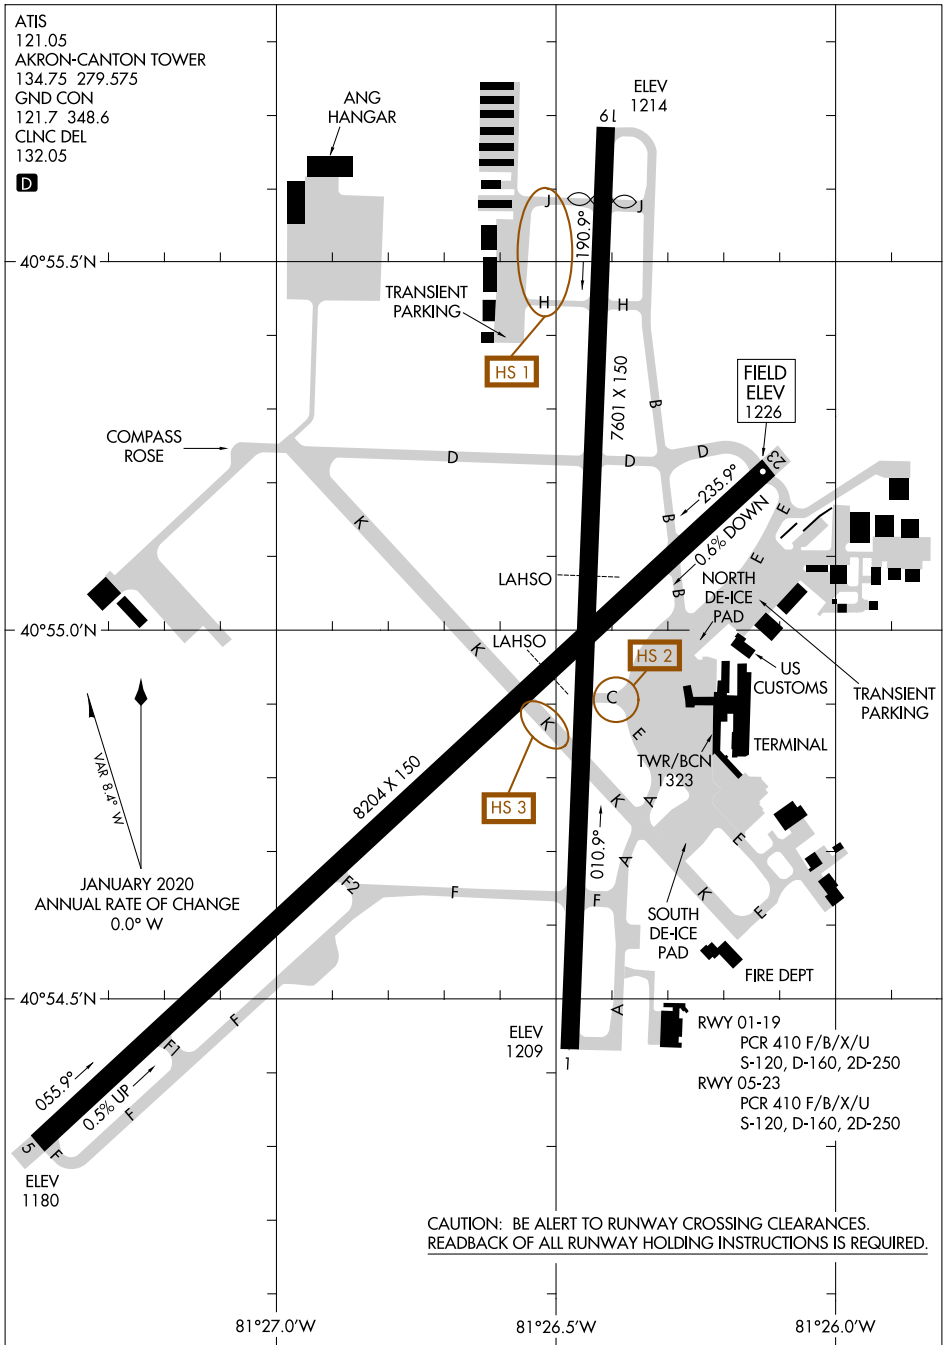 ATIS
121.05
AKRON-CANTON TOWER
134.75 279.575
GND CON
121.7 348.6
CLNC DEL
132.05
D
ANG
HANGAR
ELEV
1214
19
J
J
190.9°
40°55.5'N
TRANSIENT
PARKING
H
H
HS 1
7601 X 150
FIELD
ELEV
1226
B
COMPASS
ROSE
D
D
D
23
235.9°
0.6% DOWN
K
B
E
E
LAHSO
NORTH
DE-ICE
PAD
B
40°55.0'N
LAHSO
HS 2
K
US
CUSTOMS
TRANSIENT
PARKING
C
K
E
TWR/BCN
1323
TERMINAL
VAR 8.4° W
8204 X 150
HS 3
K
A
010.9°
A
E
JANUARY 2020
ANNUAL RATE OF CHANGE
0.0° W
F2
F
F
K
E
SOUTH
DE-ICE
PAD
FIRE DEPT
40°54.5'N
F
A
F1
ELEV
1209
1
RWY 01-19
PCR 410 F/B/X/U
S-120, D-160, 2D-250
RWY 05-23
PCR 410 F/B/X/U
S-120, D-160, 2D-250
055.9°
0.5% UP
F
5
F
ELEV
1180
CAUTION: BE ALERT TO RUNWAY CROSSING CLEARANCES.
READBACK OF ALL RUNWAY HOLDING INSTRUCTIONS IS REQUIRED.
81°27.0'W
81°26.5'W
81°26.0'W